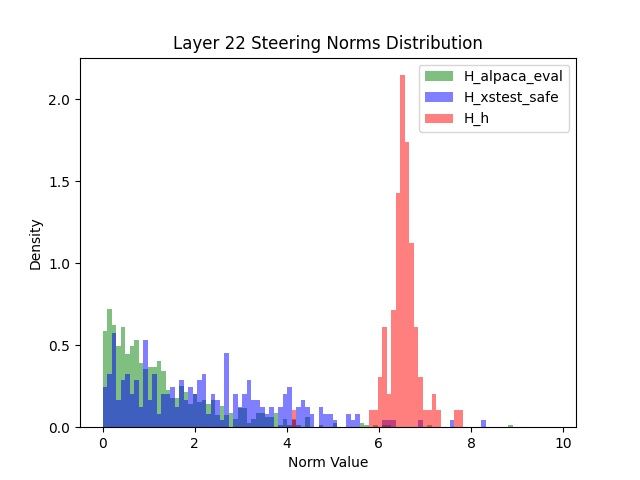 Layer 22 Steering Norms Distribution
H_alpaca_eval
H_xstest_safe
H_h
2.0
1.5
1.0
0.5
0.0
Density
0 2 4 6 8 10
Norm Value